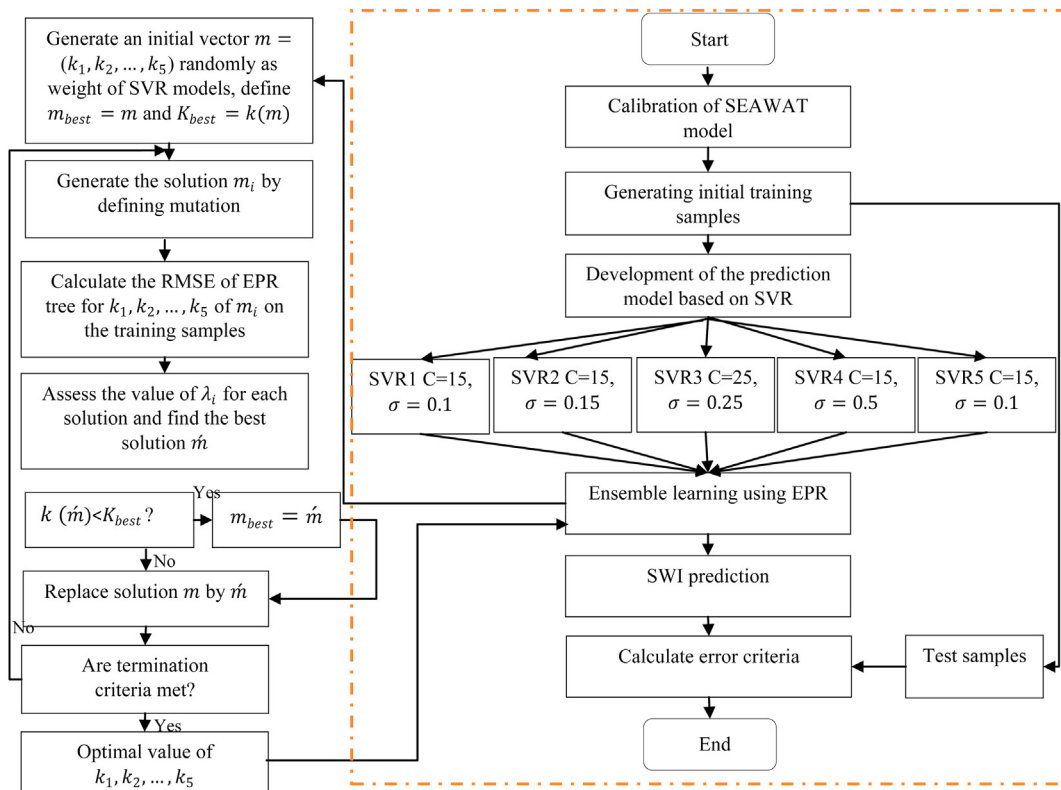 Generate an initial vector 𝑚 =
(𝑘₁, 𝑘₂, … , 𝑘₅) randomly as
weight of SVR models, define
𝑚_best = 𝑚 and 𝐾_best = 𝑘(𝑚)
Generate the solution 𝑚ᵢ by
defining mutation
Calculate the RMSE of EPR
tree for 𝑘₁, 𝑘₂, … , 𝑘₅ of 𝑚ᵢ on
the training samples
Assess the value of 𝜆ᵢ for each
solution and find the best
solution 𝑚́
𝑘 (𝑚́)<𝐾_best ?
Yes
𝑚_best = 𝑚́
No
Replace solution 𝑚 by 𝑚́
No
Are termination
criteria met?
Yes
Optimal value of
𝑘₁, 𝑘₂, … , 𝑘₅
Start
Calibration of SEAWAT
model
Generating initial training
samples
Development of the prediction
model based on SVR
SVR1 C=15,
𝜎 = 0.1
SVR2 C=15,
𝜎 = 0.15
SVR3 C=25,
𝜎 = 0.25
SVR4 C=15,
𝜎 = 0.5
SVR5 C=15,
𝜎 = 0.1
Ensemble learning using EPR
SWI prediction
Calculate error criteria
Test samples
End